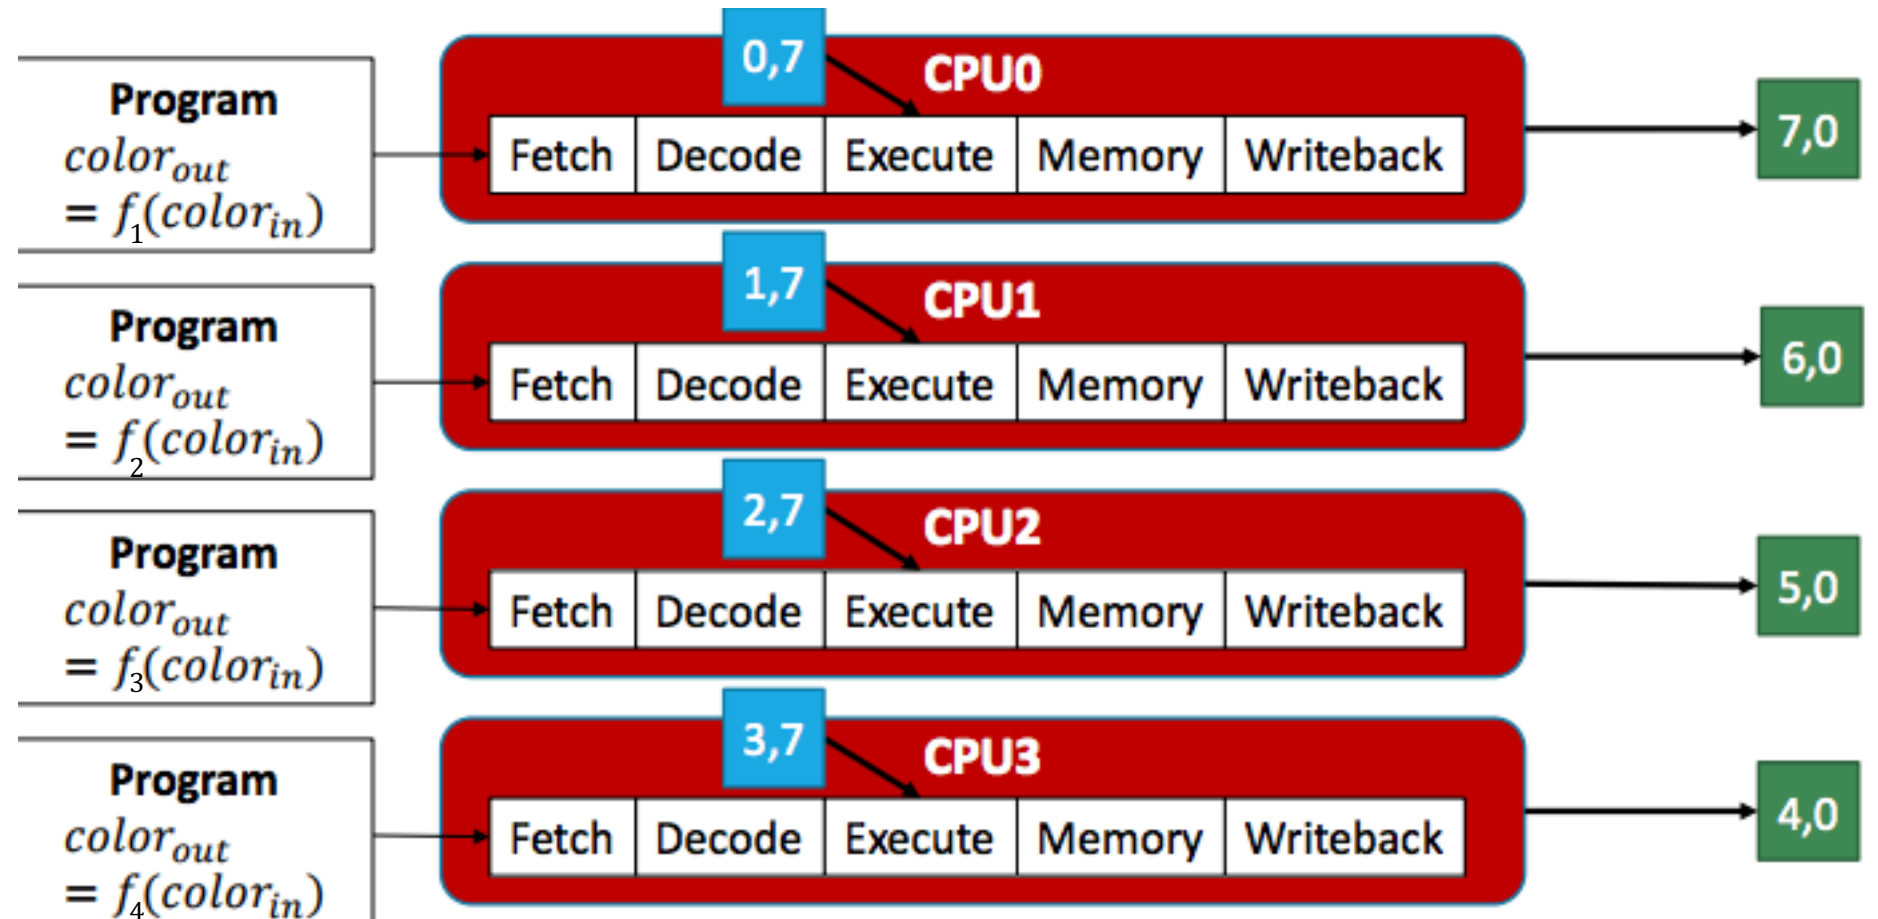 0,7
CPU0
Program
color_out
= f_1(color_in)
Fetch Decode Execute Memory Writeback
7,0
1,7
CPU1
Program
color_out
= f_2(color_in)
Fetch Decode Execute Memory Writeback
6,0
2,7
CPU2
Program
color_out
= f_3(color_in)
Fetch Decode Execute Memory Writeback
5,0
3,7
CPU3
Program
color_out
= f_4(color_in)
Fetch Decode Execute Memory Writeback
4,0